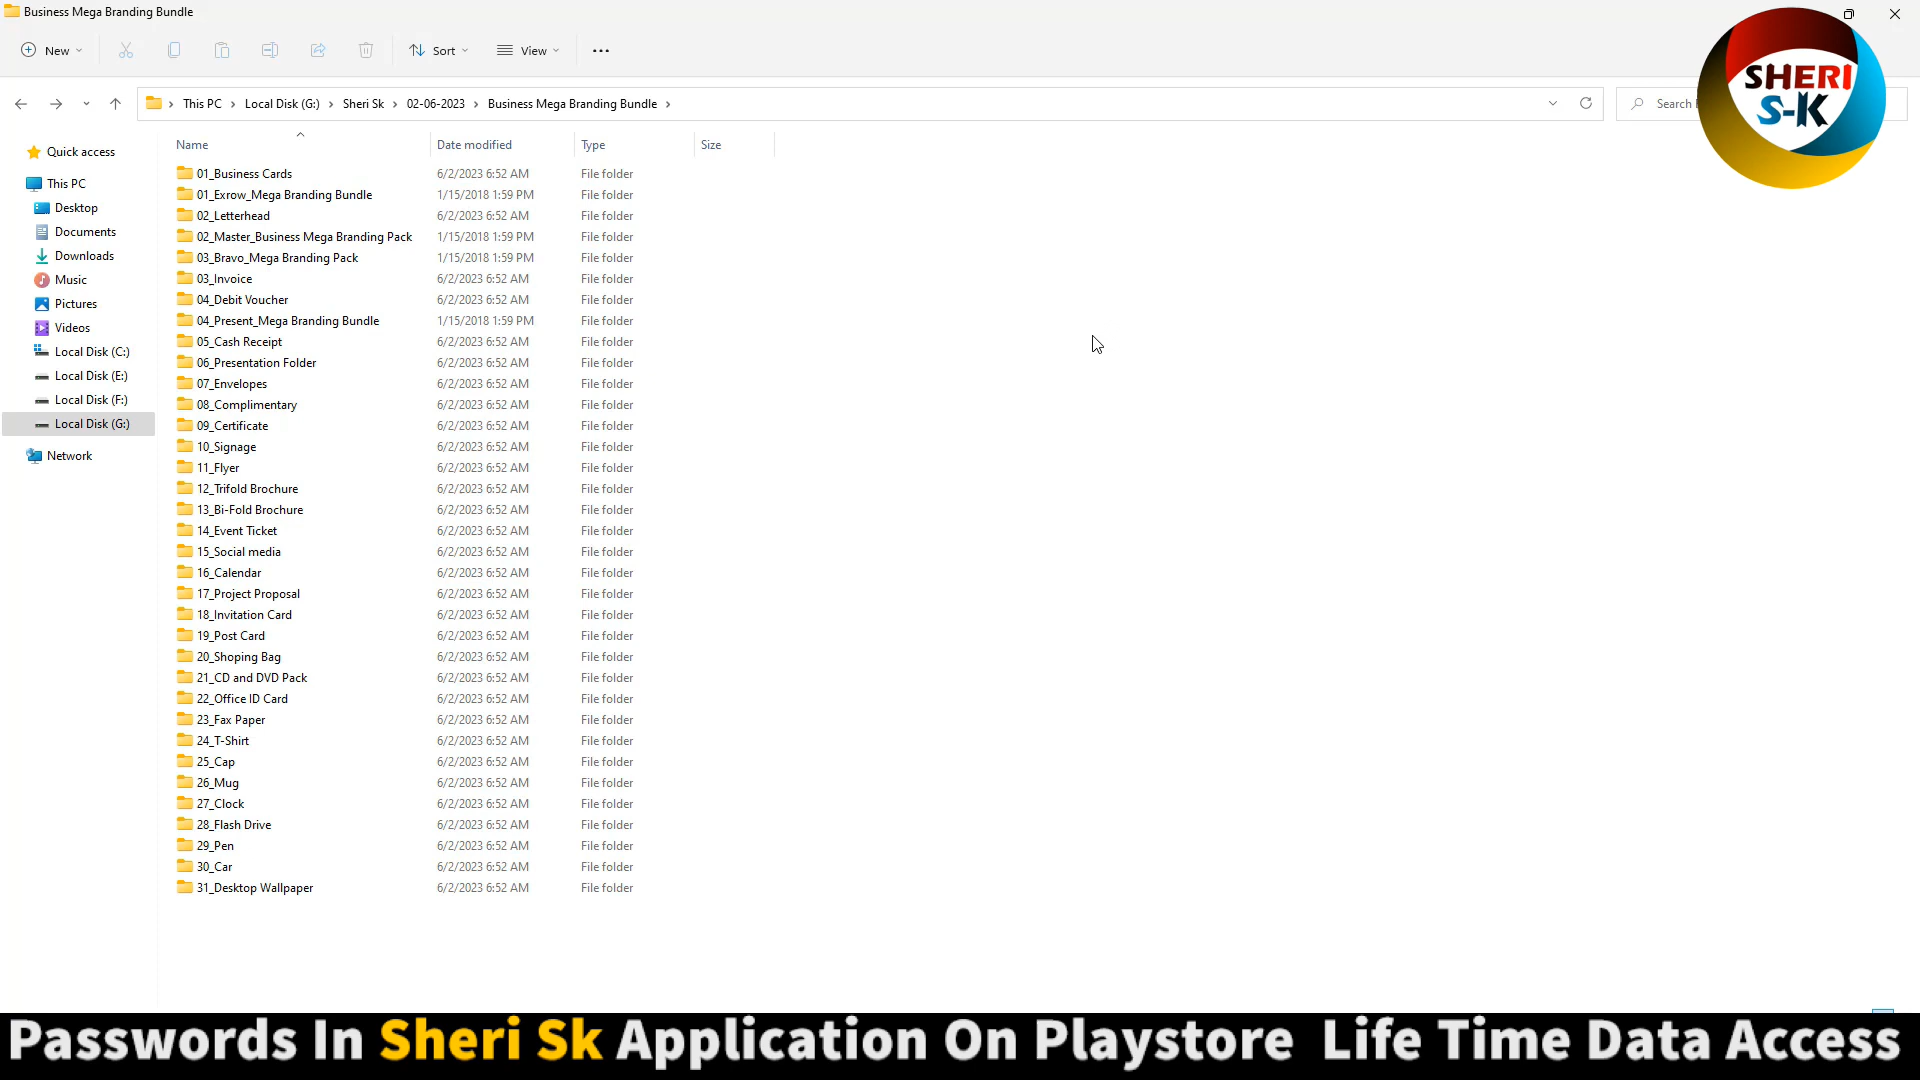 Business Mega Branding Bundle
New
Sort
View
This PC > Local Disk (G:) > Sheri Sk > 02-06-2023 > Business Mega Branding Bundle >
Search
SHERI
S-K
Quick access
This PC
Desktop
Documents
Downloads
Music
Pictures
Videos
Local Disk (C:)
Local Disk (E:)
Local Disk (F:)
Local Disk (G:)
Network
Name Date modified Type Size
01_Business Cards 6/2/2023 6:52 AM File folder
01_Exrow_Mega Branding Bundle 1/15/2018 1:59 PM File folder
02_Letterhead 6/2/2023 6:52 AM File folder
02_Master_Business Mega Branding Pack 1/15/2018 1:59 PM File folder
03_Bravo_Mega Branding Pack 1/15/2018 1:59 PM File folder
03_Invoice 6/2/2023 6:52 AM File folder
04_Debit Voucher 6/2/2023 6:52 AM File folder
04_Present_Mega Branding Bundle 1/15/2018 1:59 PM File folder
05_Cash Receipt 6/2/2023 6:52 AM File folder
06_Presentation Folder 6/2/2023 6:52 AM File folder
07_Envelopes 6/2/2023 6:52 AM File folder
08_Complimentary 6/2/2023 6:52 AM File folder
09_Certificate 6/2/2023 6:52 AM File folder
10_Signage 6/2/2023 6:52 AM File folder
11_Flyer 6/2/2023 6:52 AM File folder
12_Trifold Brochure 6/2/2023 6:52 AM File folder
13_Bi-Fold Brochure 6/2/2023 6:52 AM File folder
14_Event Ticket 6/2/2023 6:52 AM File folder
15_Social media 6/2/2023 6:52 AM File folder
16_Calendar 6/2/2023 6:52 AM File folder
17_Project Proposal 6/2/2023 6:52 AM File folder
18_Invitation Card 6/2/2023 6:52 AM File folder
19_Post Card 6/2/2023 6:52 AM File folder
20_Shoping Bag 6/2/2023 6:52 AM File folder
21_CD and DVD Pack 6/2/2023 6:52 AM File folder
22_Office ID Card 6/2/2023 6:52 AM File folder
23_Fax Paper 6/2/2023 6:52 AM File folder
24_T-Shirt 6/2/2023 6:52 AM File folder
25_Cap 6/2/2023 6:52 AM File folder
26_Mug 6/2/2023 6:52 AM File folder
27_Clock 6/2/2023 6:52 AM File folder
28_Flash Drive 6/2/2023 6:52 AM File folder
29_Pen 6/2/2023 6:52 AM File folder
30_Car 6/2/2023 6:52 AM File folder
31_Desktop Wallpaper 6/2/2023 6:52 AM File folder
Passwords In Sheri Sk Application On Playstore Life Time Data Access